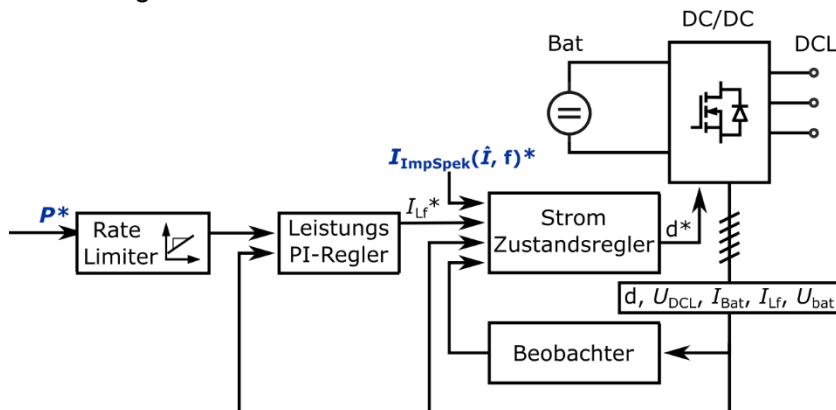 DC/DC
Bat
DCL
I_ImpSpek(Î, f)*
P*
Rate
Limiter
Leistungs
PI-Regler
I_Lf*
Strom
Zustandsregler
d*
d, U_DCL, I_Bat, I_Lf, U_bat
Beobachter